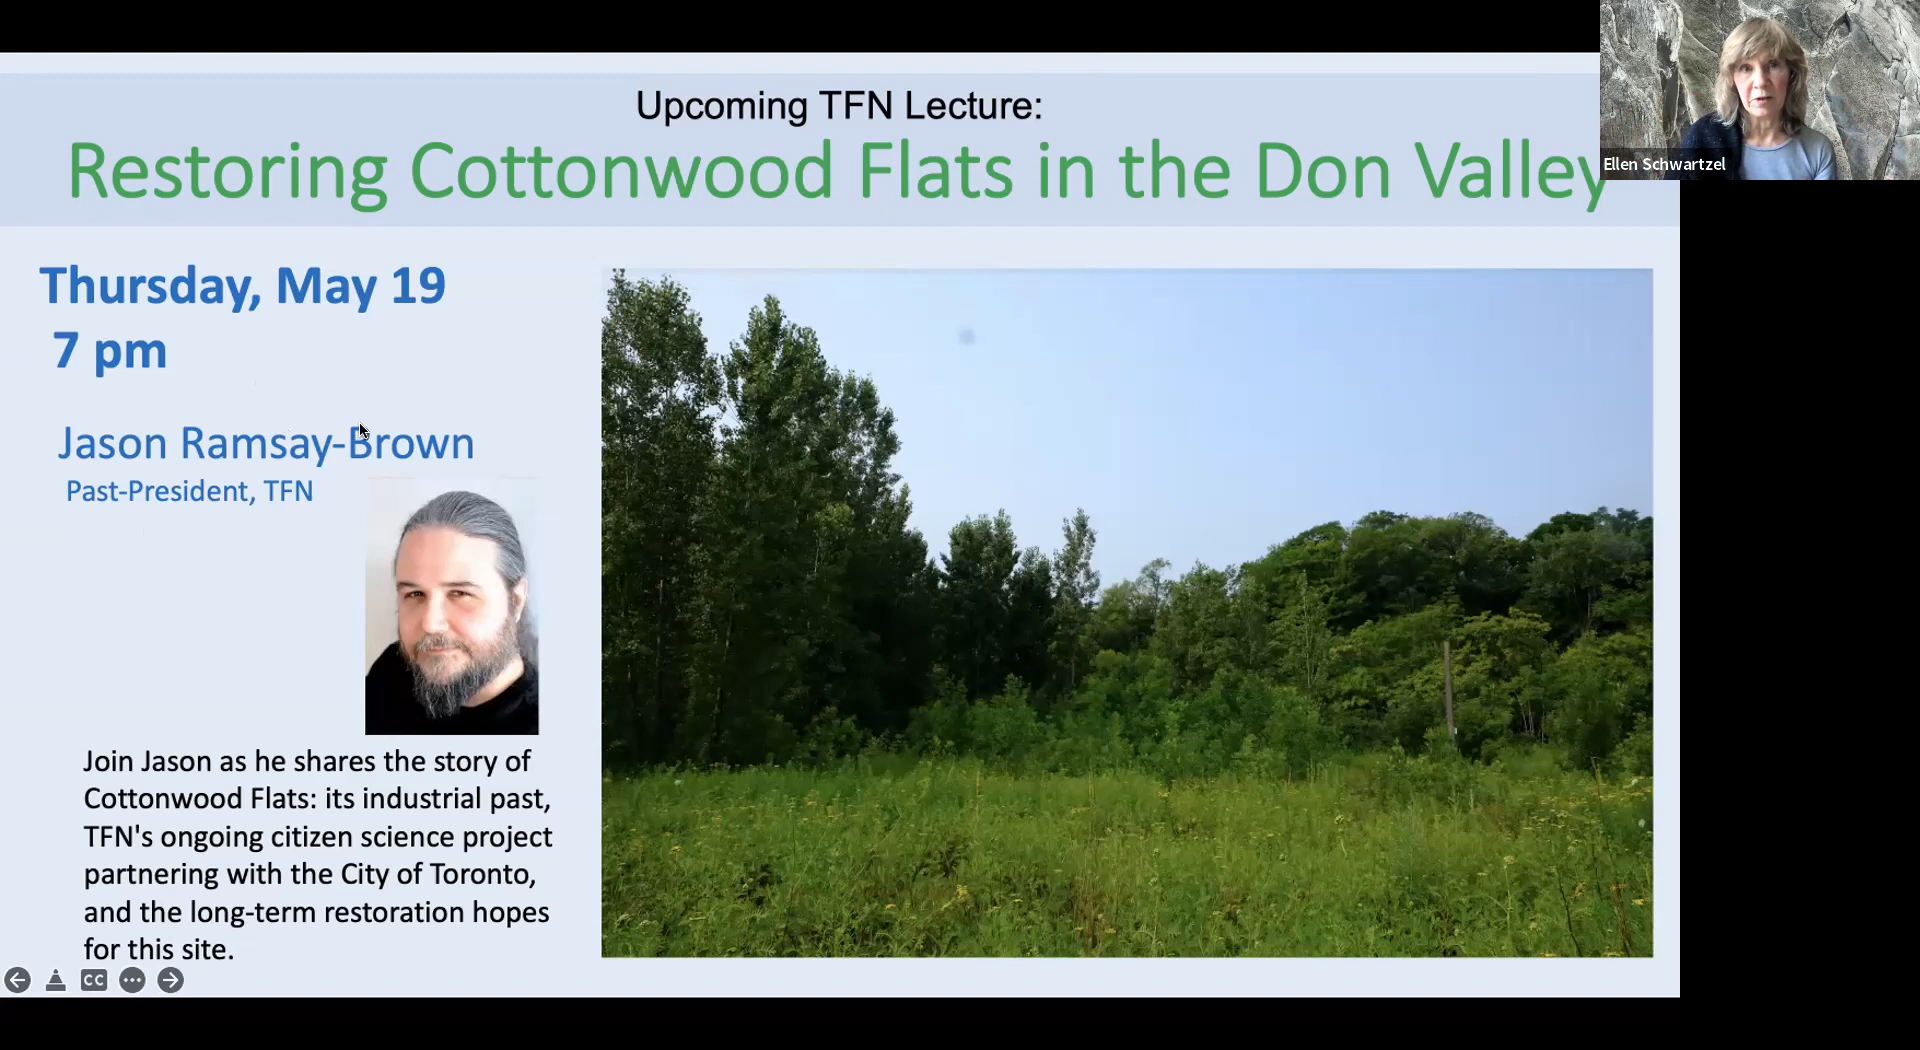 Upcoming TFN Lecture:
Restoring Cottonwood Flats in the Don Valley
Ellen Schwartzel
Thursday, May 19
7 pm
Jason Ramsay-Brown
Past-President, TFN
Join Jason as he shares the story of
Cottonwood Flats: its industrial past,
TFN's ongoing citizen science project
partnering with the City of Toronto,
and the long-term restoration hopes
for this site.
CC